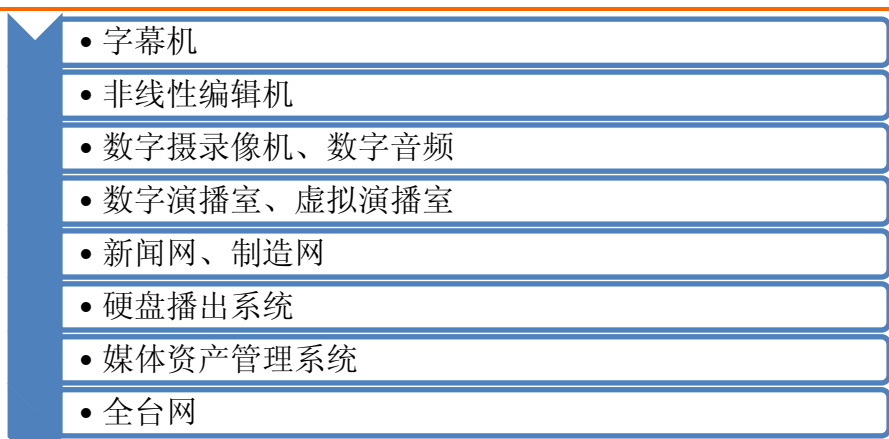 • 字幕机
• 非线性编辑机
• 数字摄录像机、数字音频
• 数字演播室、虚拟演播室
• 新闻网、制造网
• 硬盘播出系统
• 媒体资产管理系统
• 全台网